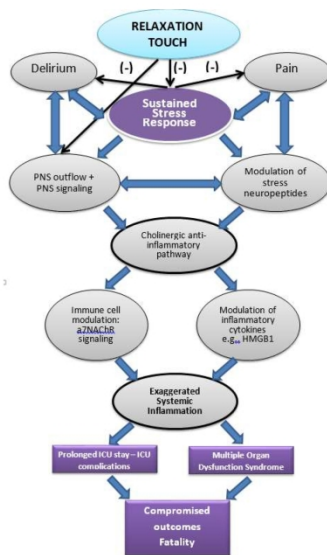 RELAXATION
TOUCH
Delirium
(-)
(-)
(-)
Pain
Sustained
Stress
Response
PNS outflow +
PNS signaling
Modulation
of stress
neuropeptides
Cholinergic anti-
inflammatory
pathway
3
Immune cell
modulation:
a7NAChR
signaling
Modulation of
inflammatory
cytokines
e.g., HMGB1
Exaggerated
Systemic
Inflammation
Prolonged ICU stay – ICU
complications
Multiple Organ
Dysfunction Syndrome
Compromised
outcomes
Fatality